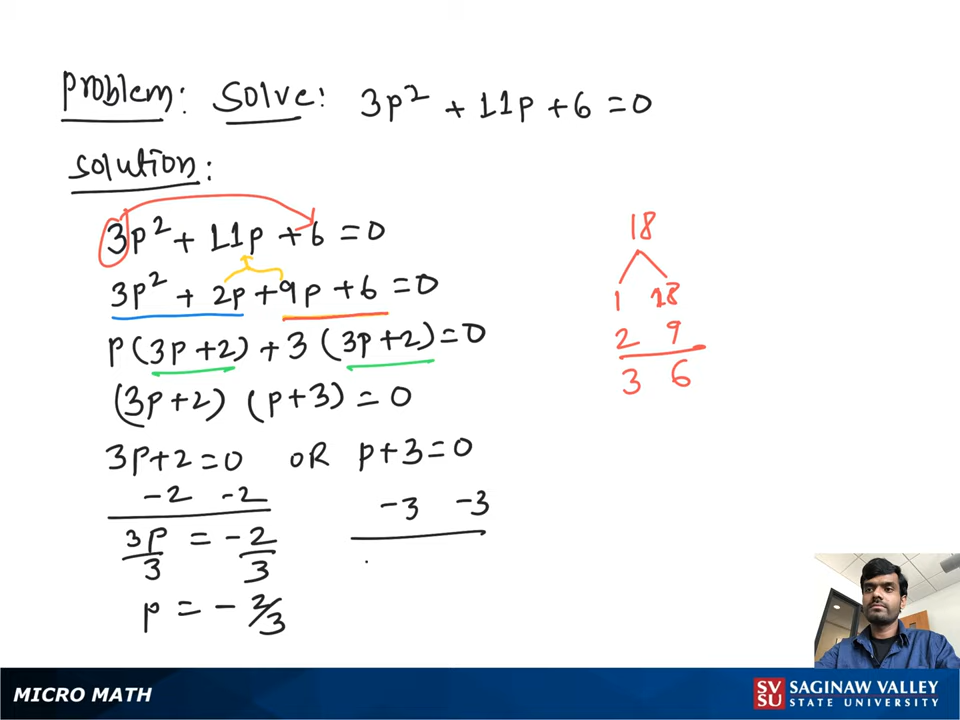 Problem: Solve: 3p² + 11p + 6 = 0
Solution:
3p² + 11p + 6 = 0
3p² + 2p + 9p + 6 = 0
p(3p + 2) + 3(3p + 2) = 0
(3p + 2) (p + 3) = 0
3p + 2 = 0 OR p + 3 = 0
-2 -2 -3 -3
3p/3 = -2/3
p = -2/3
18
1 18
2 9
3 6
MICRO MATH
SV SU SAGINAW VALLEY
STATE UNIVERSITY